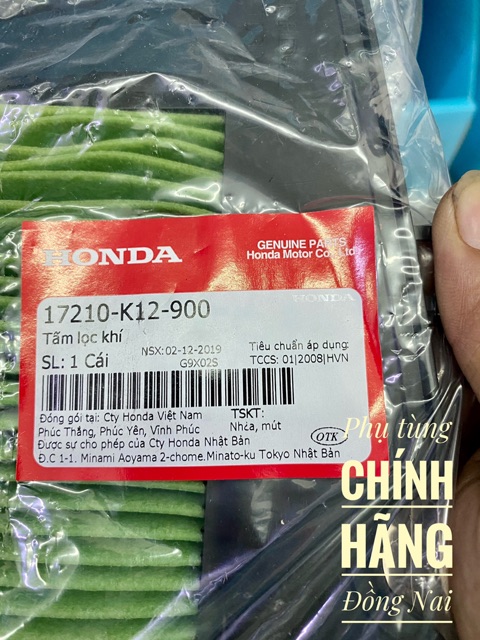 HONDA
GENUINE PARTS
Honda Motor Co., Ltd.
HONDA
17210-K12-900
Tấm lọc khí
NSX: 02-12-2019
Tiêu chuẩn áp dụng:
SL: 1 Cái
G9X02S
TCCS: 01|2008|HVN
Đóng gói tại: Cty Honda Việt Nam
TSKT:
Phúc Thắng, Phúc Yên, Vĩnh Phúc
Nhựa, mút
Được sự cho phép của Cty Honda Nhật Bản
OTK
Đ.C 1-1. Minami Aoyama 2-chome.Minato-ku Tokyo Nhật Bản
Phụ tùng
CHÍNH
HÃNG
Đồng Nai